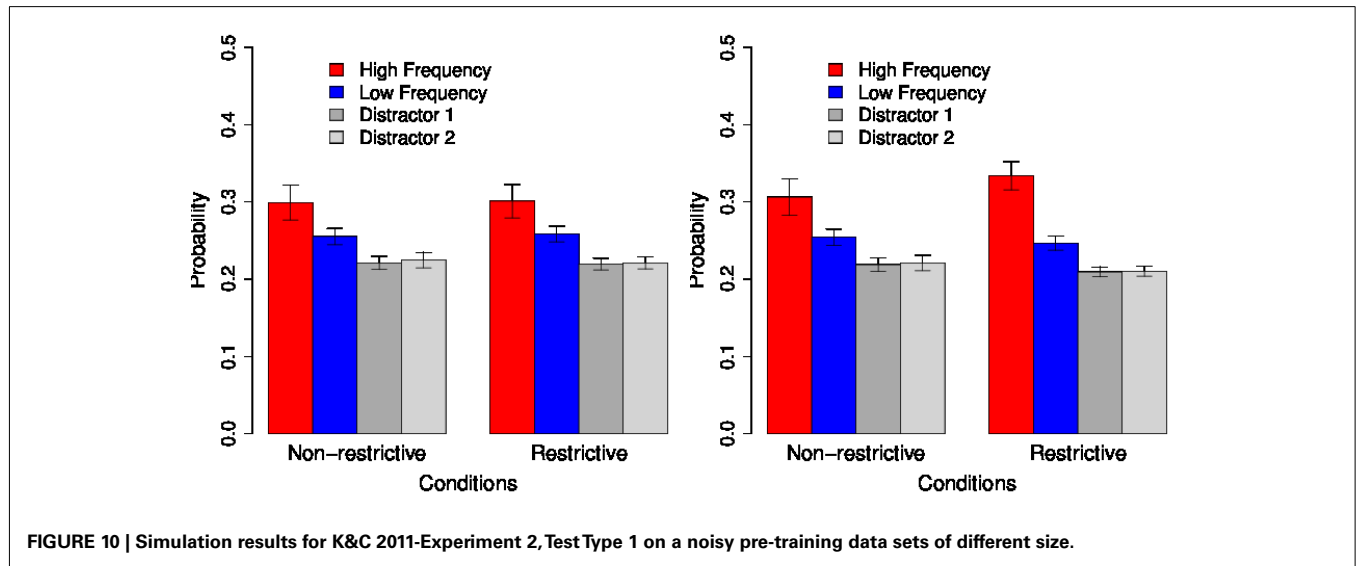 0.5
0.4
0.3
0.2
0.1
0.0
Probability
High Frequency
Low Frequency
Distractor 1
Distractor 2
Non−restrictive
Restrictive
Conditions
0.5
0.4
0.3
0.2
0.1
0.0
Probability
High Frequency
Low Frequency
Distractor 1
Distractor 2
Non−restrictive
Restrictive
Conditions
FIGURE 10 | Simulation results for K&C 2011-Experiment 2, Test Type 1 on a noisy pre-training data sets of different size.